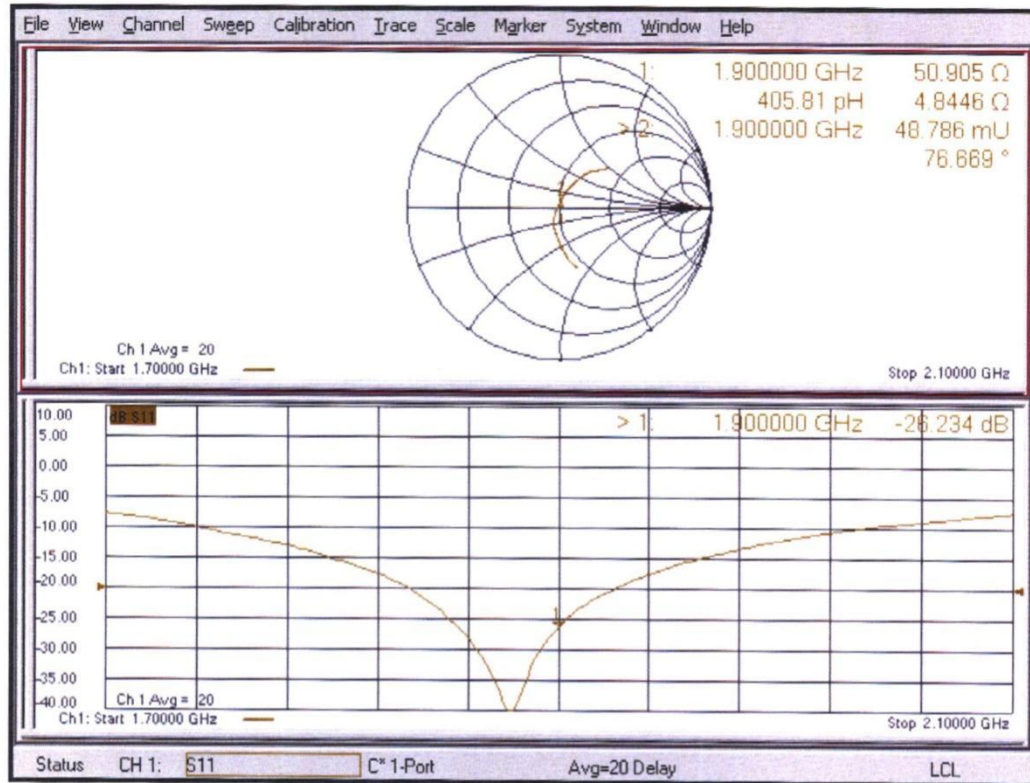 File View Channel Sweep Calibration Trace Scale Marker System Window Help
1: 1.900000 GHz 50.905 Ω
405.81 pH 4.8446 Ω
> 2: 1.900000 GHz 48.786 mU
76.669 °
Ch 1 Avg = 20
Ch1: Start 1.70000 GHz
Stop 2.10000 GHz
dB S11
> 1: 1.900000 GHz -26.234 dB
10.00
5.00
0.00
-5.00
-10.00
-15.00
-20.00
-25.00
-30.00
-35.00
-40.00
1
Ch 1 Avg = 20
Ch1: Start 1.70000 GHz
Stop 2.10000 GHz
Status CH 1: S11 C* 1-Port Avg=20 Delay LCL